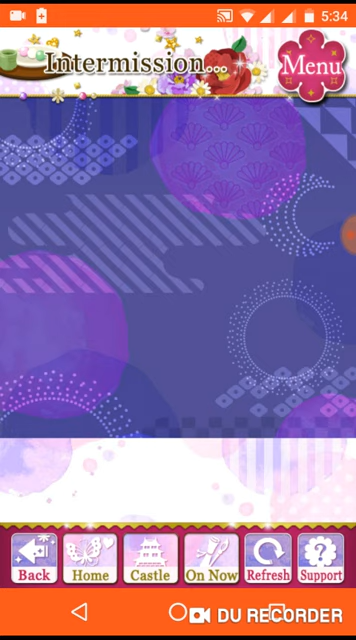 5:34
Intermission...
Menu
Back
Home
Castle
On Now
Refresh
Support
DU RECORDER